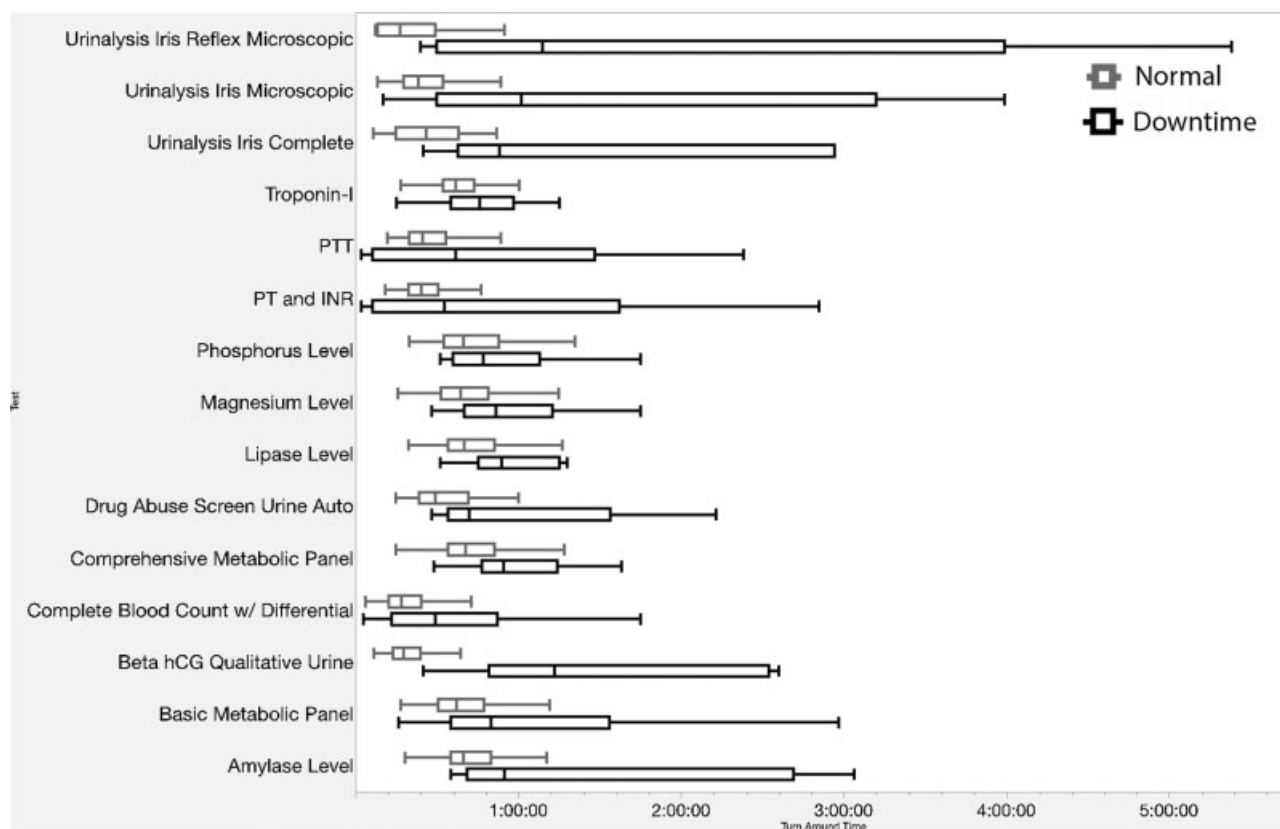 Urinalysis Iris Reflex Microscopic
Urinalysis Iris Microscopic
Urinalysis Iris Complete
Troponin-I
PTT
PT and INR
Phosphorus Level
Magnesium Level
Lipase Level
Drug Abuse Screen Urine Auto
Comprehensive Metabolic Panel
Complete Blood Count w/ Differential
Beta hCG Qualitative Urine
Basic Metabolic Panel
Amylase Level
Test
Normal
Downtime
1:00:00 2:00:00 3:00:00 4:00:00 5:00:00
Turn Around Time